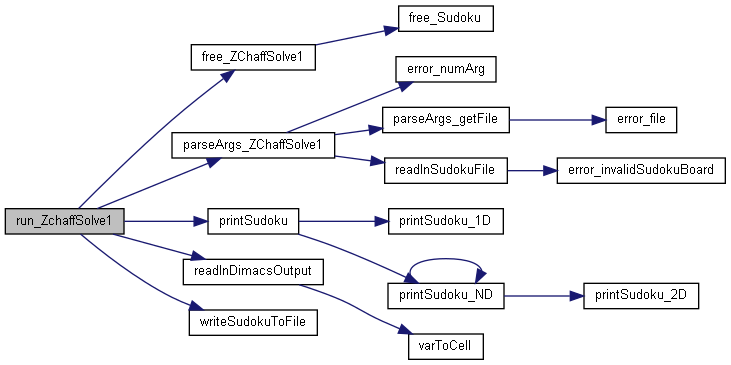 free_Sudoku
free_ZChaffSolve1
error_numArg
parseArgs_getFile
error_file
parseArgs_ZChaffSolve1
readInSudokuFile
error_invalidSudokuBoard
run_ZchaffSolve1
printSudoku
printSudoku_1D
readInDimacsOutput
printSudoku_ND
printSudoku_2D
writeSudokuToFile
varToCell